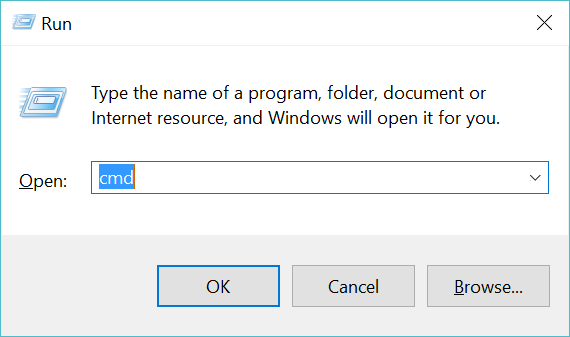 Run
Type the name of a program, folder, document or
Internet resource, and Windows will open it for you.
Open: cmd
OK Cancel Browse...